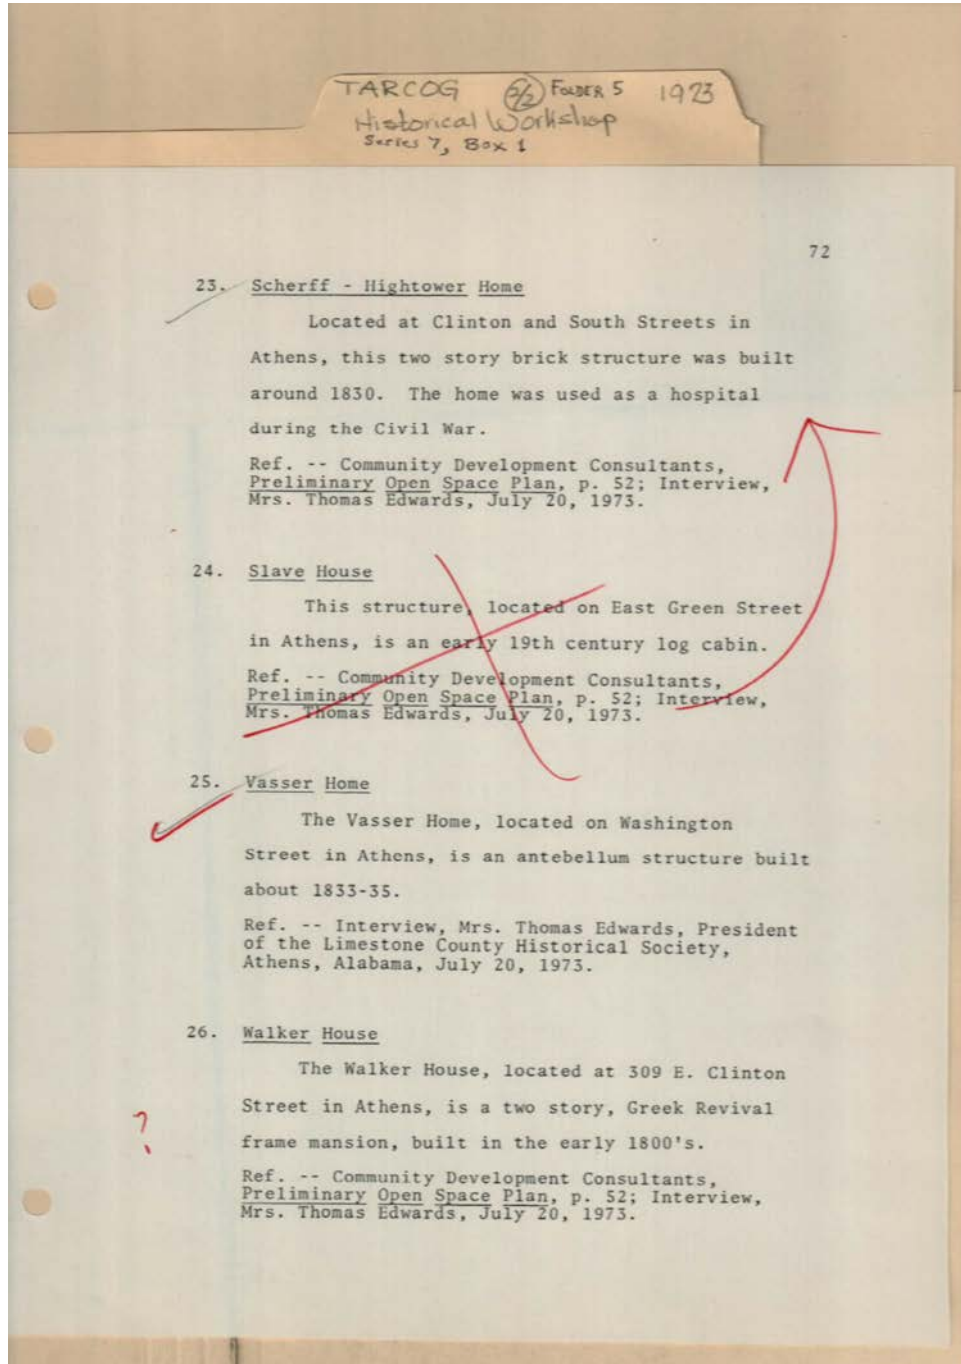 TARCOG 2/2 FOLDER 5 1973
Historical Workshop
Series 7, Box 1
72
23. Scherff - Hightower Home
Located at Clinton and South Streets in
Athens, this two story brick structure was built
around 1830. The home was used as a hospital
during the Civil War.
Ref. -- Community Development Consultants,
Preliminary Open Space Plan, p. 52; Interview,
Mrs. Thomas Edwards, July 20, 1973.
24. Slave House
This structure, located on East Green Street
in Athens, is an early 19th century log cabin.
Ref. -- Community Development Consultants,
Preliminary Open Space Plan, p. 52; Interview,
Mrs. Thomas Edwards, July 20, 1973.
25. Vasser Home
The Vasser Home, located on Washington
Street in Athens, is an antebellum structure built
about 1833-35.
Ref. -- Interview, Mrs. Thomas Edwards, President
of the Limestone County Historical Society,
Athens, Alabama, July 20, 1973.
26. Walker House
The Walker House, located at 309 E. Clinton
Street in Athens, is a two story, Greek Revival
?
frame mansion, built in the early 1800's.
Ref. -- Community Development Consultants,
Preliminary Open Space Plan, p. 52; Interview,
Mrs. Thomas Edwards, July 20, 1973.